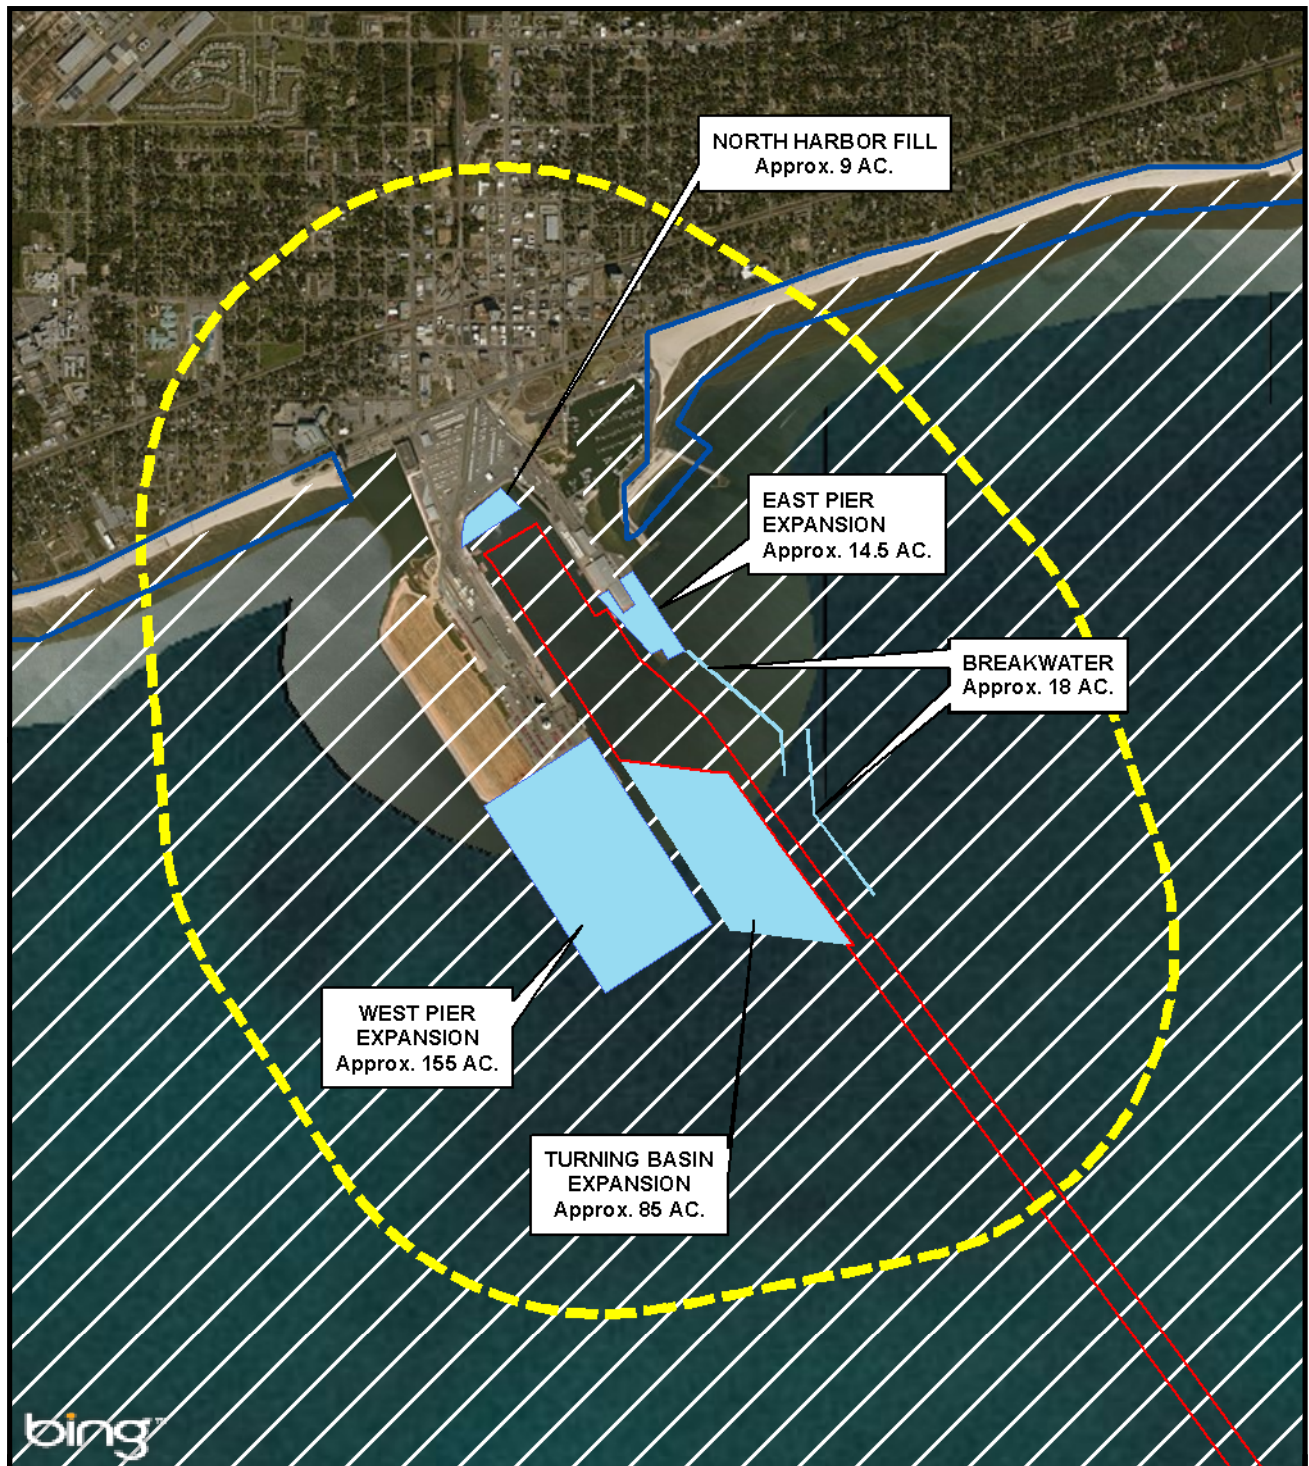 NORTH HARBOR FILL
Approx. 9 AC.
EAST PIER
EXPANSION
Approx. 14.5 AC.
BREAKWATER
Approx. 18 AC.
WEST PIER
EXPANSION
Approx. 155 AC.
TURNING BASIN
EXPANSION
Approx. 85 AC.
bing™